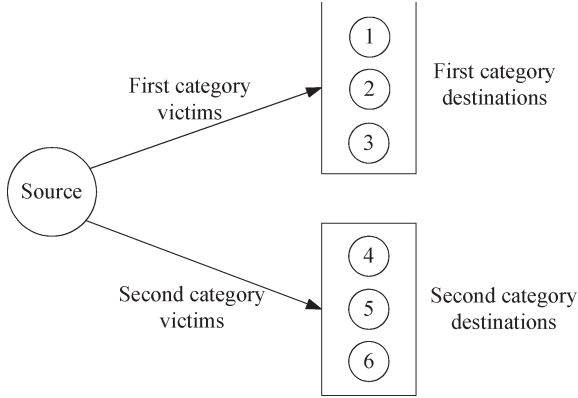 1
First category
victims
2
First category
destinations
3
Source
4
Second category
victims
5
Second category
destinations
6